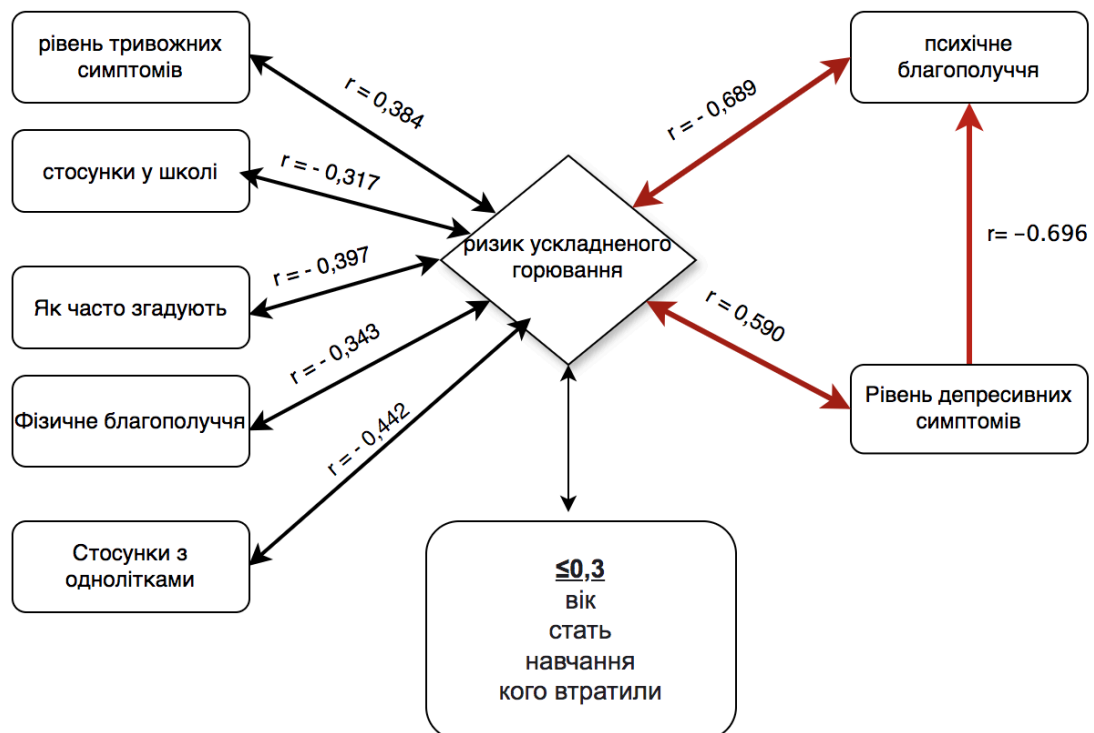 рівень тривожних
симптомів
r = 0,384
стосунки у школі
r = - 0,317
Як часто згадують
r = - 0,397
Фізичне благополуччя
r = - 0,343
Стосунки з
однолітками
r = - 0,442
ризик ускладненого
горювання
психічне
благополуччя
r = - 0,689
r= −0.696
r = 0,590
Рівень депресивних
симптомів
≤0,3
вік
стать
навчання
кого втратили